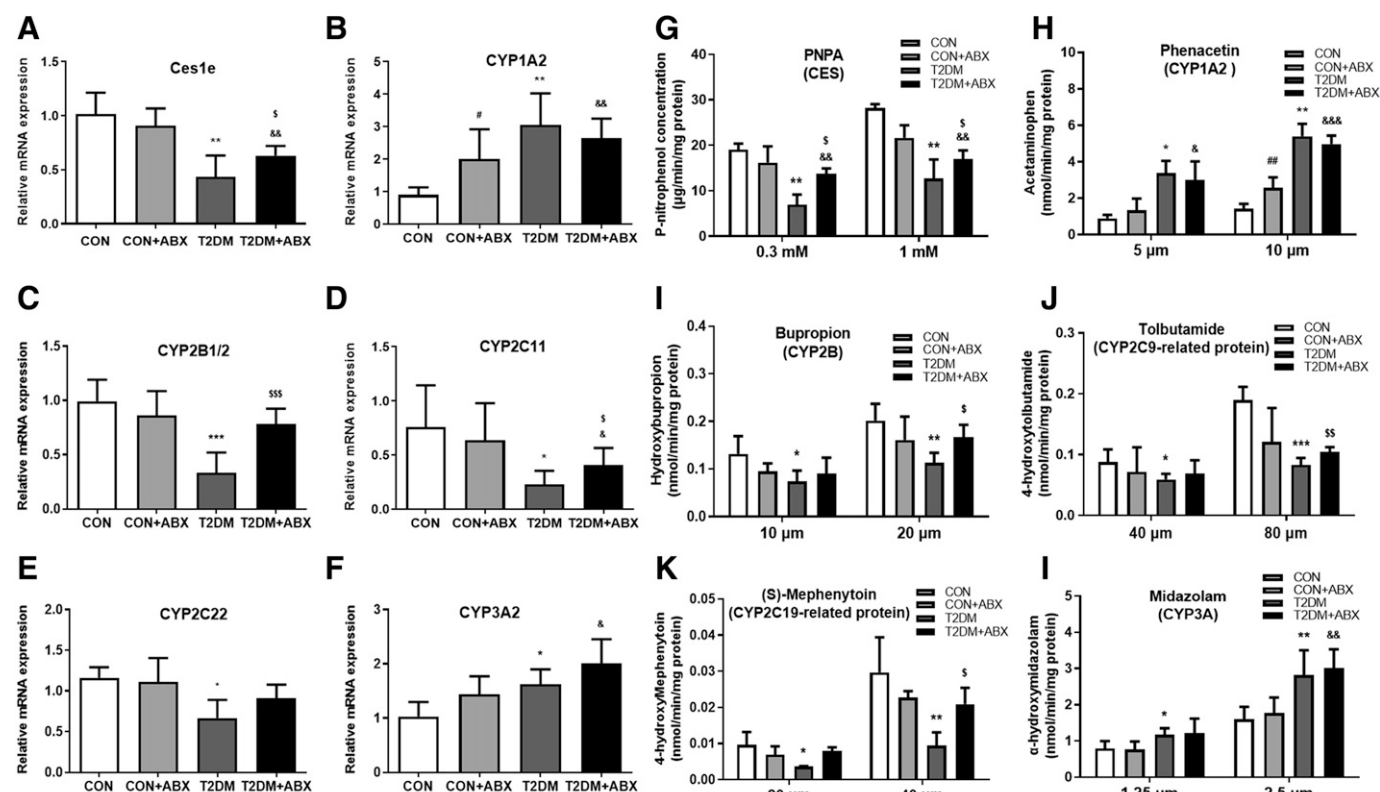 A
Ces1e
Relative mRNA expression
1.5
1.0
0.5
0.0
**
$
&&
CON CON+ABX T2DM T2DM+ABX
B
CYP1A2
Relative mRNA expression
5
4
3
2
1
0
#
**
&&
CON CON+ABX T2DM T2DM+ABX
G
PNPA
(CES)
CON
CON+ABX
T2DM
T2DM+ABX
P-nitrophenol concentration
(µg/min/mg protein)
40
30
20
10
0
**
$
&&
**
$
&&
0.3 mM 1 mM
H
Phenacetin
(CYP1A2 )
CON
CON+ABX
T2DM
T2DM+ABX
Acetaminophen
(nmol/min/mg protein)
10
8
6
4
2
0
*
&
##
**
&&&
5 µm 10 µm
C
CYP2B1/2
Relative mRNA expression
1.5
1.0
0.5
0.0
***
$$$
CON CON+ABX T2DM T2DM+ABX
D
CYP2C11
Relative mRNA expression
1.5
1.0
0.5
0.0
*
$
&
CON CON+ABX T2DM T2DM+ABX
I
Bupropion
(CYP2B)
CON
CON+ABX
T2DM
T2DM+ABX
Hydroxybupropion
(nmol/min/mg protein)
0.4
0.3
0.2
0.1
0.0
*
**
$
10 µm 20 µm
J
Tolbutamide
(CYP2C9-related protein)
CON
CON+ABX
T2DM
T2DM+ABX
4-hydroxytolbutamide
(nmol/min/mg protein)
0.3
0.2
0.1
0.0
*
***
$$
40 µm 80 µm
E
CYP2C22
Relative mRNA expression
2.0
1.5
1.0
0.5
0.0
*
CON CON+ABX T2DM T2DM+ABX
F
CYP3A2
Relative mRNA expression
3
2
1
0
*
&
CON CON+ABX T2DM T2DM+ABX
K
(S)-Mephenytoin
(CYP2C19-related protein)
CON
CON+ABX
T2DM
T2DM+ABX
4-hydroxyMephenytoin
(nmol/min/mg protein)
0.05
0.04
0.03
0.02
0.01
0.00
*
**
$
I
Midazolam
(CYP3A)
CON
CON+ABX
T2DM
T2DM+ABX
α-hydroxymidazolam
(nmol/min/mg protein)
5
4
3
2
1
0
*
**
&&
1.25 µm 2.5 µm